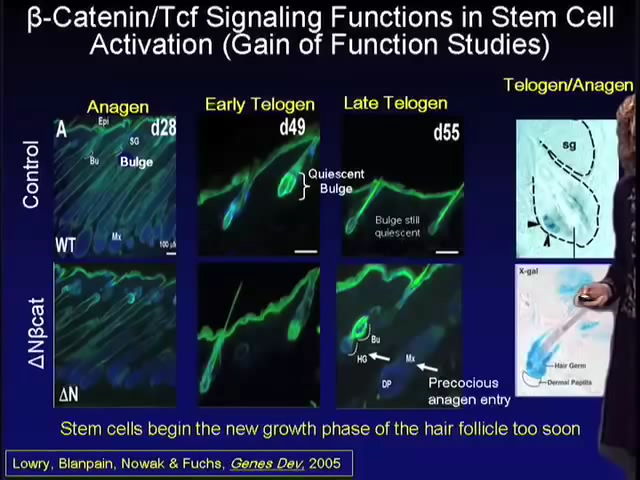 β-Catenin/Tcf Signaling Functions in Stem Cell
Activation (Gain of Function Studies)
Telogen/Anagen
Anagen
Early Telogen
Late Telogen
Control
A
Epi
d28
SG
Bu
Bulge
WT
Mx
d49
Quiescent
Bulge
d55
Bulge still
quiescent
sg
ΔNβcat
ΔN
Bu
HG
Mx
DP
Precocious
anagen entry
X-gal
Hair Germ
Dermal Papilla
Stem cells begin the new growth phase of the hair follicle too soon
Lowry, Blanpain, Nowak & Fuchs, Genes Dev, 2005